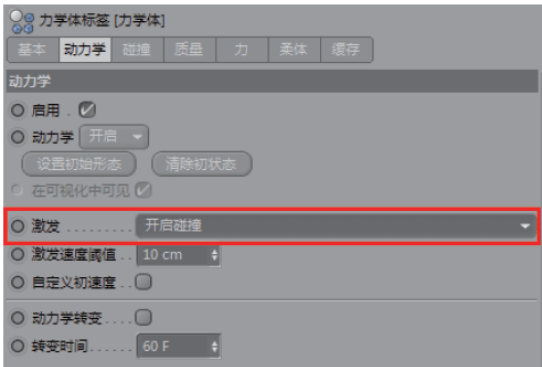 力学体标签 [力学体]
基本 动力学 碰撞 质量 力 柔体 缓存
动力学
启用 .
动力学 开启
设置初始形态 清除初状态
在可视化中可见
激发 ......... 开启碰撞
激发速度阈值 . . 10 cm
自定义初速度 . .
动力学转变 . . . .
转变时间 ...... 60 F